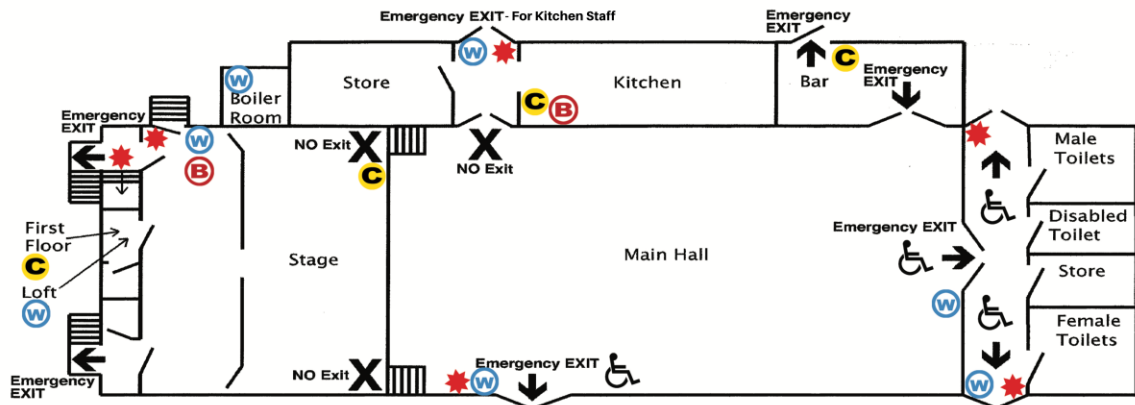 Emergency EXIT - For Kitchen Staff
W
Emergency
EXIT
C
Bar
Emergency
EXIT
Store
Kitchen
C
B
W
Boiler
Room
Emergency
EXIT
W
B
NO Exit
C
NO Exit
Male
Toilets
Disabled
Toilet
Emergency EXIT
First
Floor
C
Loft
W
Stage
Main Hall
Store
W
Female
Toilets
Emergency
EXIT
NO Exit
W
Emergency EXIT
W